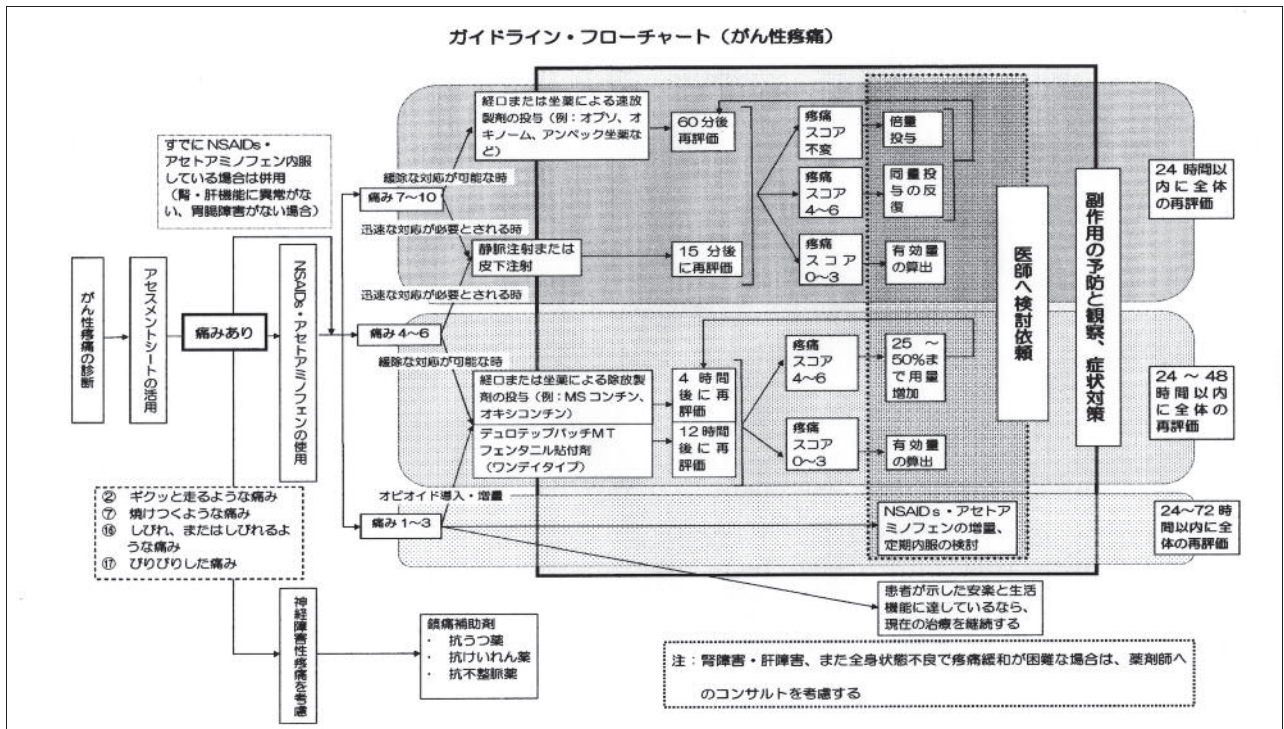 ガイドライン・フローチャート（がん性疼痛）
がん性疼痛の診断
アセスメントシートの活用
痛みあり
すでに NSAIDs・
アセトアミノフェン内服
している場合は併用
（腎・肝機能に異常がな
い、胃腸障害がない場合）
NSAIDs・アセトアミノフェンの使用
痛み 7～10
緩除な対応が可能な時
迅速な対応が必要とされる時
経口または坐薬による速放
製剤の投与（例：オプソ、オ
キノーム、アンペック坐薬な
ど）
60 分後
再評価
静脈注射または
皮下注射
15 分後
に再評価
疼痛
スコア
不変
倍量
投与
疼痛
スコア
4～6
同量投
与の反
復
疼痛
スコア
0～3
有効量
の算出
24 時間以
内に全体
の再評価
迅速な対応が必要とされる時
痛み 4～6
緩除な対応が可能な時
経口または坐薬による除放製
剤の投与（例：MS コンチン、
オキシコンチン）
4 時間
後に再
評価
デュロテップパッチMT
フェンタニル貼付剤
（ワンデイタイプ）
12 時間
後に再
評価
疼痛
スコア
4～6
25 ～
50%ま
で用量
増加
疼痛
スコア
0～3
有効量
の算出
24 ～ 48
時間以内
に全体の
再評価
医師へ検討依頼
副作用の予防と観察、症状対策
オピオイド導入・増量
痛み 1～3
NSAIDs・アセトア
ミノフェンの増量、
定期内服の検討
24～72 時
間以内に全
体の再評価
患者が示した安楽と生活
機能に達しているなら、
現在の治療を継続する
② ギクッと走るような痛み
⑦ 焼けつくような痛み
⑯ しびれ、またはしびれるよ
うな痛み
⑰ ぴりぴりした痛み
神経障害性疼痛を考慮
鎮痛補助剤
・ 抗うつ薬
・ 抗けいれん薬
・ 抗不整脈薬
注：腎障害・肝障害、また全身状態不良で疼痛緩和が困難な場合は、薬剤師へ
のコンサルトを考慮する